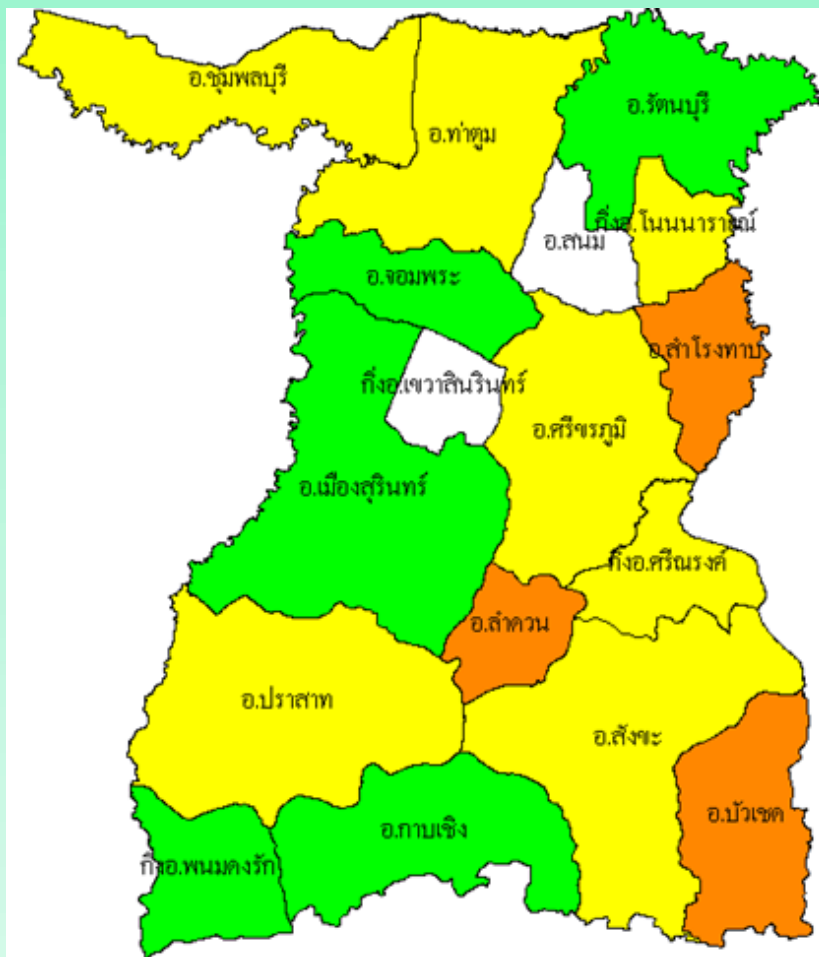 อ.ชุมพลบุรี
อ.รัตนบุรี
อ.ท่าตูม
กิ่งอ.โนนนารายณ์
อ.สนม
อ.จอมพระ
อ.สำโรงทาบ
กิ่งอ.เขวาสินรินทร์
อ.ศรีขรภูมิ
อ.เมืองสุรินทร์
กิ่งอ.ศรีณรงค์
อ.ลำดวน
อ.ปราสาท
อ.สังขะ
อ.บัวเชด
อ.กาบเชิง
กิ่งอ.พนมดงรัก